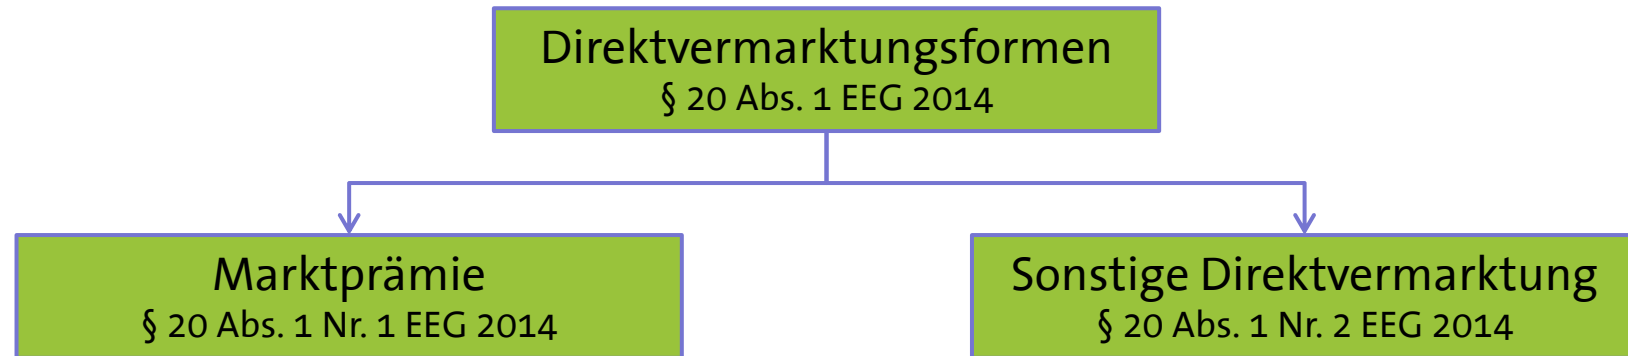 Direktvermarktungsformen
§ 20 Abs. 1 EEG 2014
Marktprämie
§ 20 Abs. 1 Nr. 1 EEG 2014
Sonstige Direktvermarktung
§ 20 Abs. 1 Nr. 2 EEG 2014